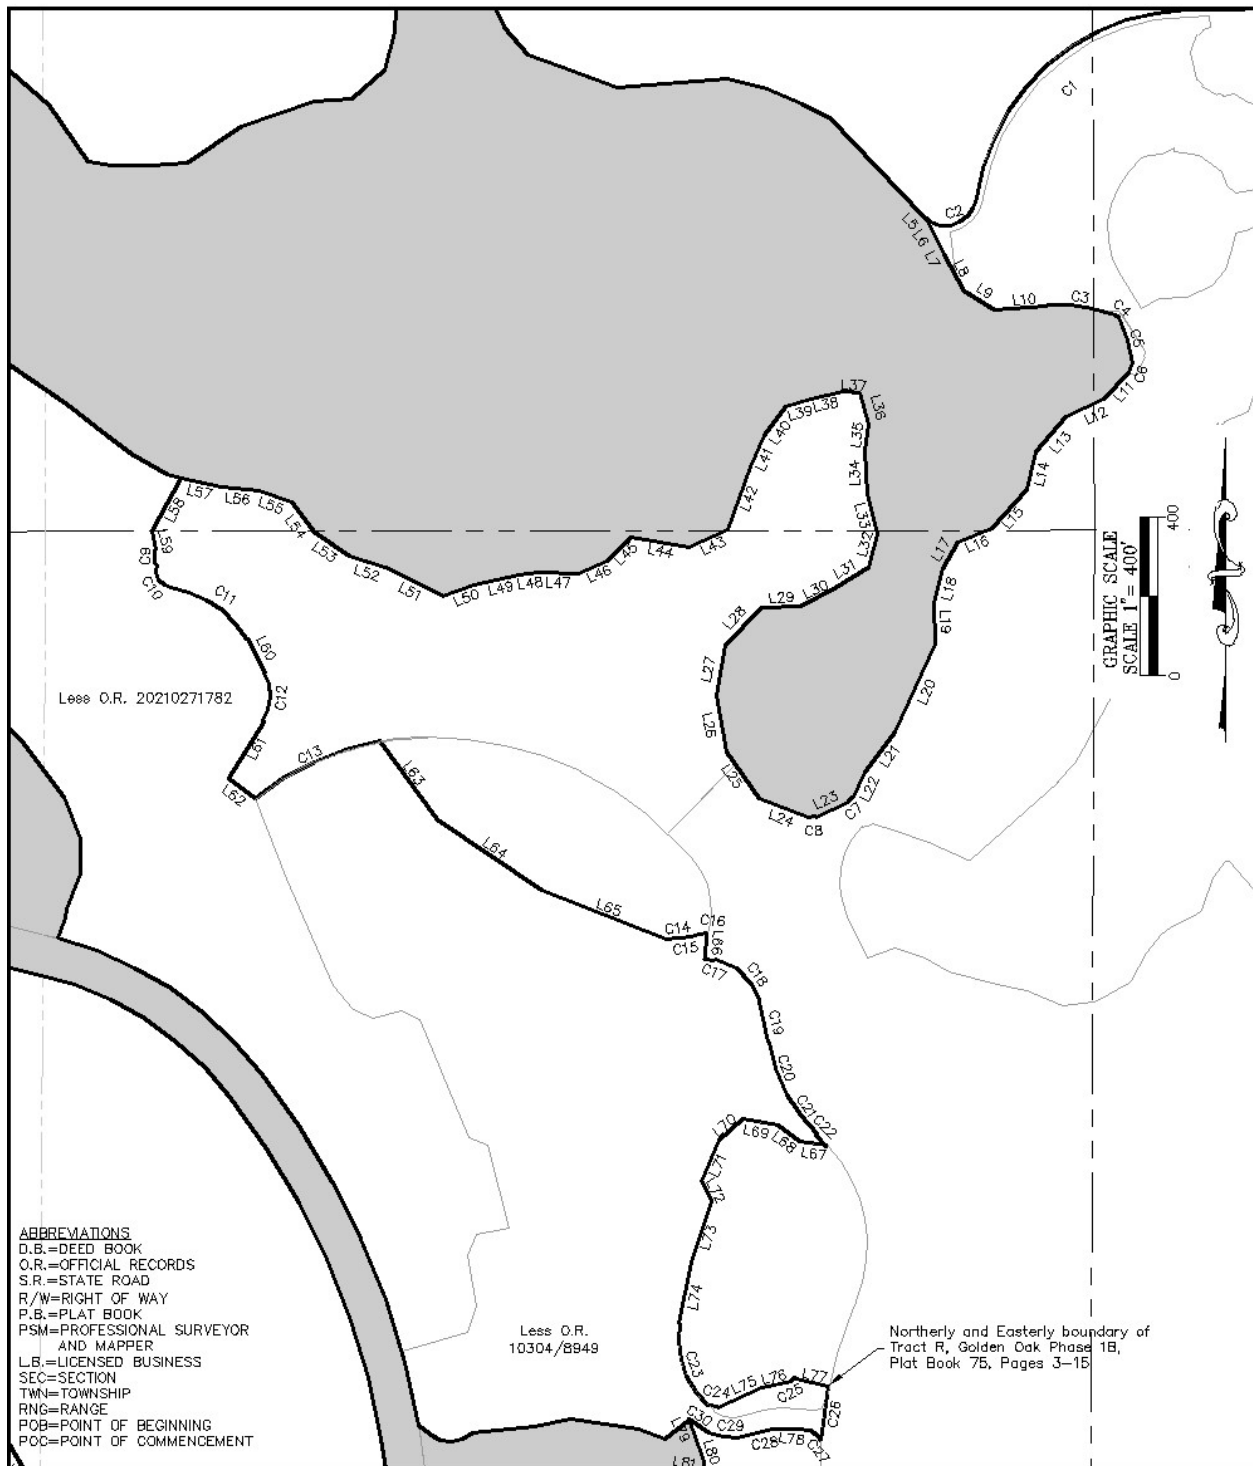 C1
C2
L5
L6
L7
L8
L9
L10
C3
C4
C5
C6
L11
L12
L13
L14
L15
L16
L17
L18
L19
L20
L21
L22
C7
L23
C8
L24
L25
L26
L27
L28
L29
L30
L31
L32
L33
L34
L35
L36
L37
L38
L39
L40
L41
L42
L43
L44
L45
L46
L47
L48
L49
L50
L51
L52
L53
L54
L55
L56
L57
L58
L59
C9
C10
C11
L60
C12
L61
L62
C13
L63
L64
L65
C14
C15
C16
L66
C17
C18
C19
C20
C21
C22
L67
L68
L69
L70
L71
L72
L73
L74
C23
C24
L75
L76
C25
L77
C26
C27
L78
C28
C29
C30
L79
L80
L81
GRAPHIC SCALE
SCALE 1"= 400'
0
400
Less O.R. 20210271782
Less O.R.
10304/8949
Northerly and Easterly boundary of
Tract R, Golden Oak Phase 1B,
Plat Book 75, Pages 3-15
ABBREVIATIONS
D.B.=DEED BOOK
O.R.=OFFICIAL RECORDS
S.R.=STATE ROAD
R/W=RIGHT OF WAY
P.B.=PLAT BOOK
PSM=PROFESSIONAL SURVEYOR
AND MAPPER
L.B.=LICENSED BUSINESS
SEC=SECTION
TWN=TOWNSHIP
RNG=RANGE
POB=POINT OF BEGINNING
POC=POINT OF COMMENCEMENT